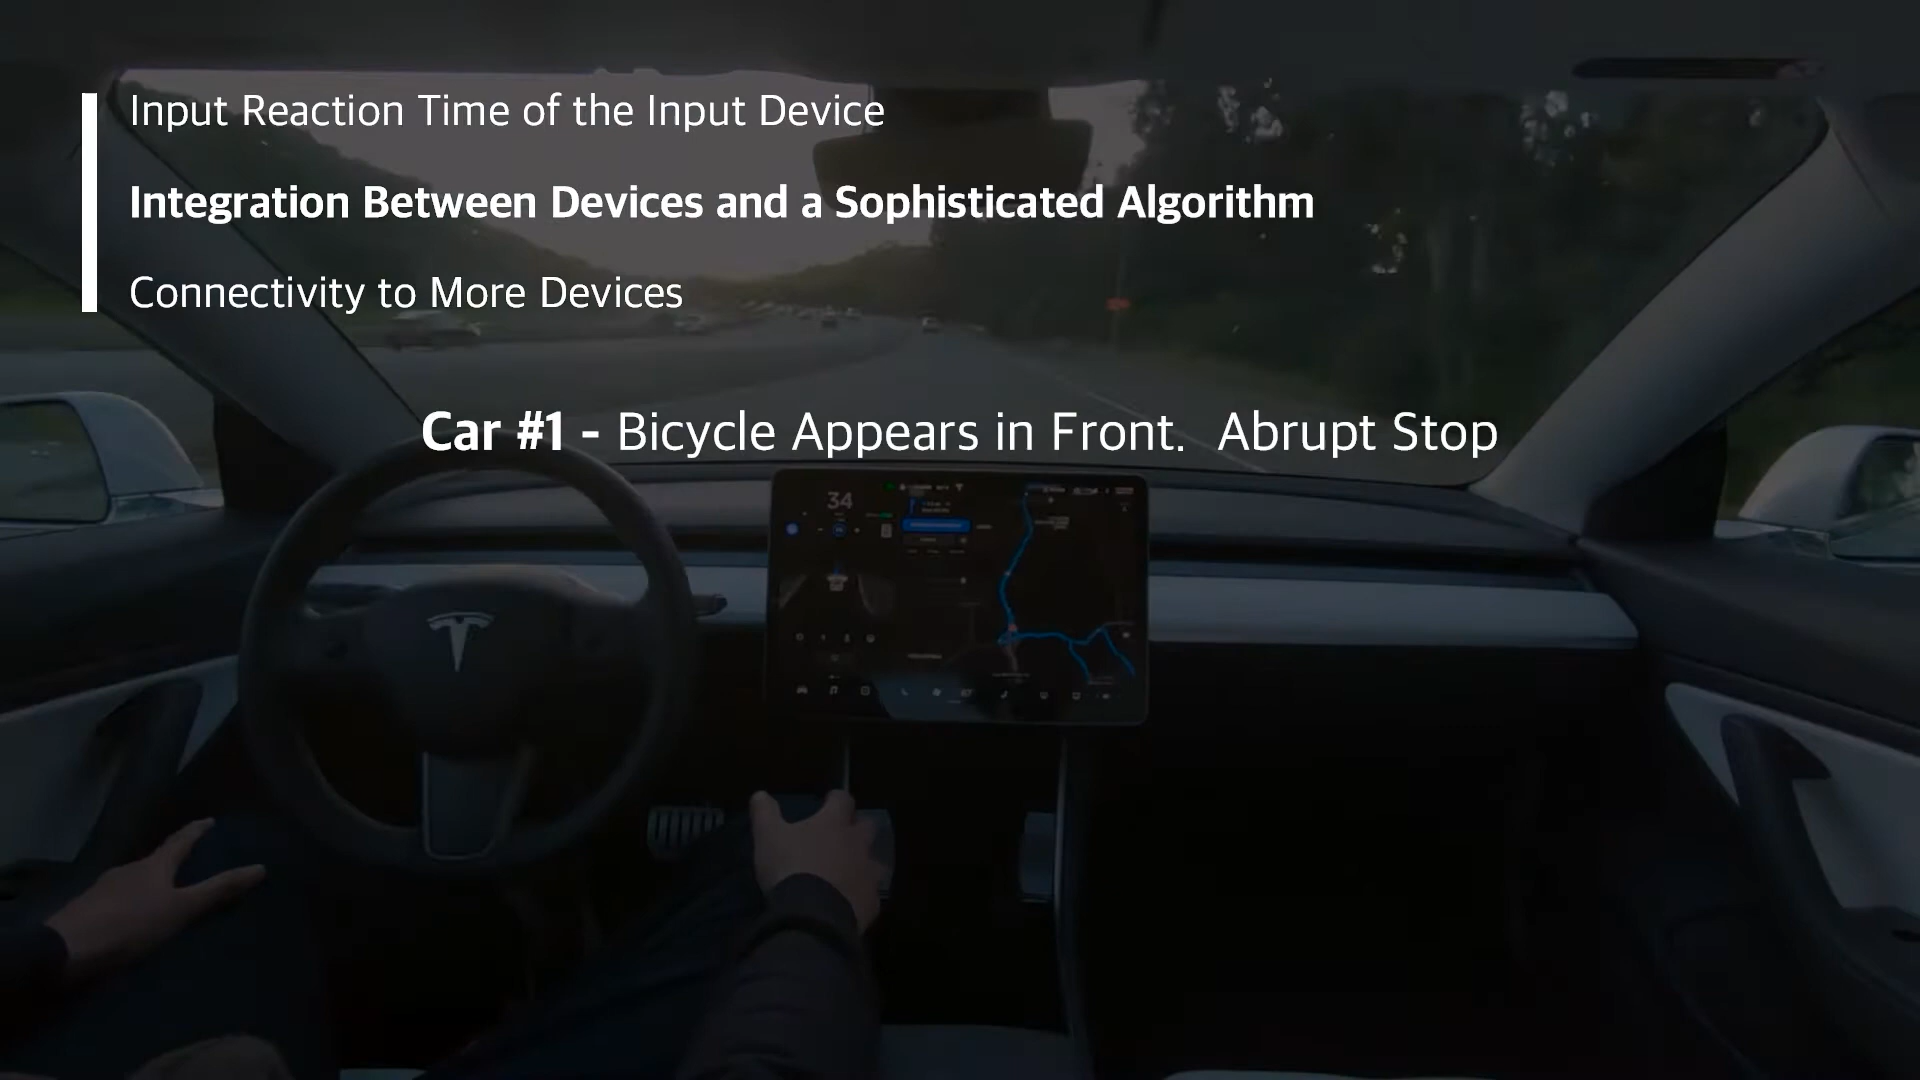 Input Reaction Time of the Input Device
Integration Between Devices and a Sophisticated Algorithm
Connectivity to More Devices
Car #1 - Bicycle Appears in Front. Abrupt Stop
34